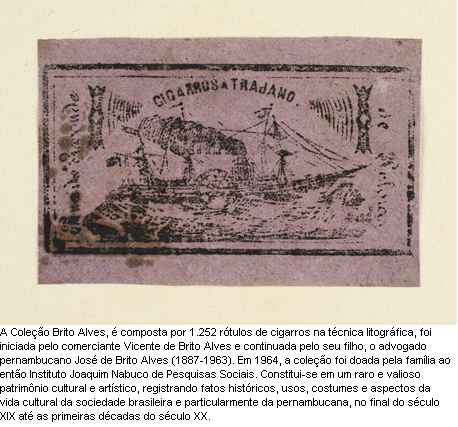 CIGARROS A TRAJANO.
A Coleção Brito Alves, é composta por 1.252 rótulos de cigarros na técnica litográfica, foi
iniciada pelo comerciante Vicente de Brito Alves e continuada pelo seu filho, o advogado
pernambucano José de Brito Alves (1887-1963). Em 1964, a coleção foi doada pela família ao
então Instituto Joaquim Nabuco de Pesquisas Sociais. Constitui-se em um raro e valioso
patrimônio cultural e artístico, registrando fatos históricos, usos, costumes e aspectos da
vida cultural da sociedade brasileira e particularmente da pernambucana, no final do século
XIX até as primeiras décadas do século XX.